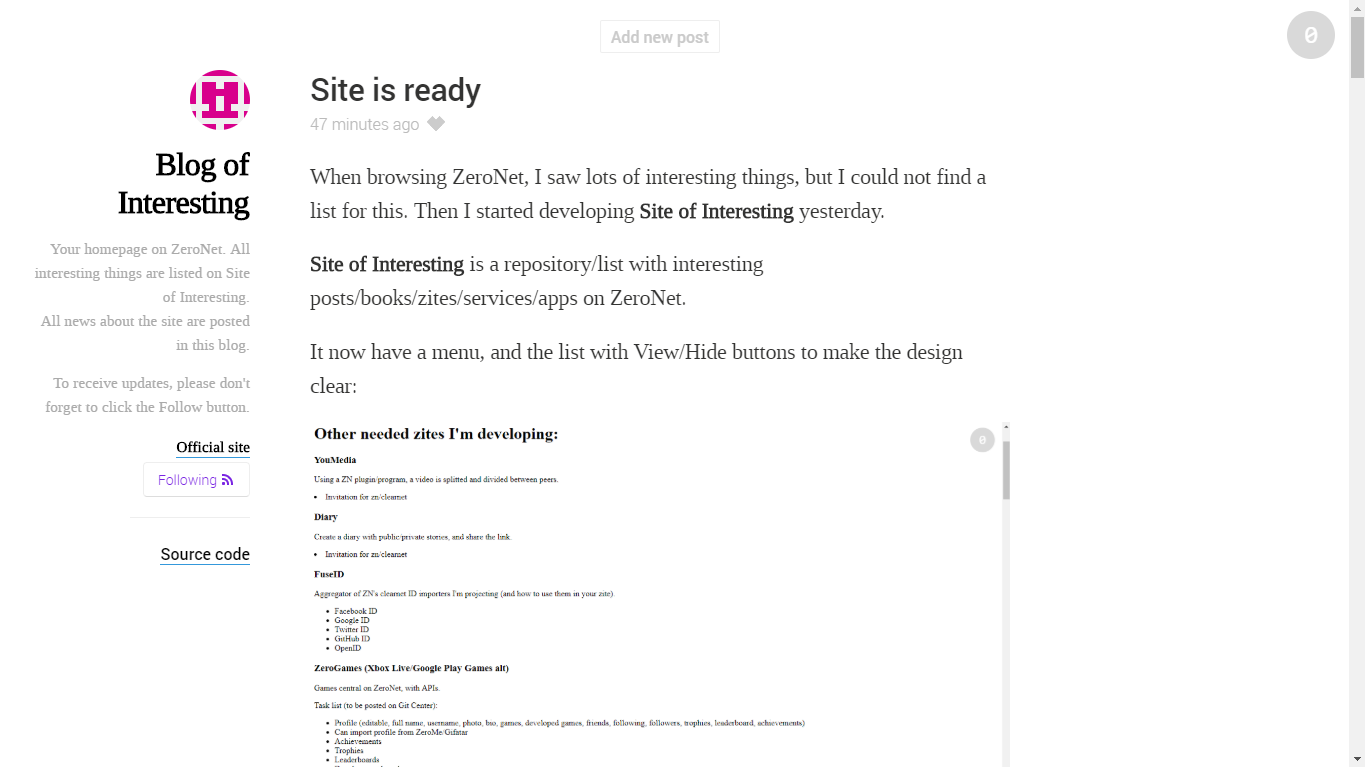 Add new post
0
Blog of
Interesting
Your homepage on ZeroNet. All
interesting things are listed on Site
of Interesting.
All news about the site are posted
in this blog.
To receive updates, please don't
forget to click the Follow button.
Official site
Following
Source code
Site is ready
47 minutes ago
When browsing ZeroNet, I saw lots of interesting things, but I could not find a
list for this. Then I started developing Site of Interesting yesterday.
Site of Interesting is a repository/list with interesting
posts/books/zites/services/apps on ZeroNet.
It now have a menu, and the list with View/Hide buttons to make the design
clear:
Other needed zites I'm developing:
0
YouMedia
Using a ZN plugin/program, a video is splitted and divided between peers.
• Invitation for zn/clearnet
Diary
Create a diary with public/private stories, and share the link.
• Invitation for zn/clearnet
FuseID
Aggregator of ZN's clearnet ID importers I'm projecting (and how to use them in your zite).
• Facebook ID
• Google ID
• Twitter ID
• GitHub ID
• OpenID
ZeroGames (Xbox Live/Google Play Games alt)
Games central on ZeroNet, with APIs.
Task list (to be posted on Git Center):
• Profile (editable, full name, username, photo, bio, games, developed games, friends, following, followers, trophies, leaderboard, achievements)
• Can import profile from ZeroMe/Gifatar
• Achievements
• Trophies
• Leaderboards